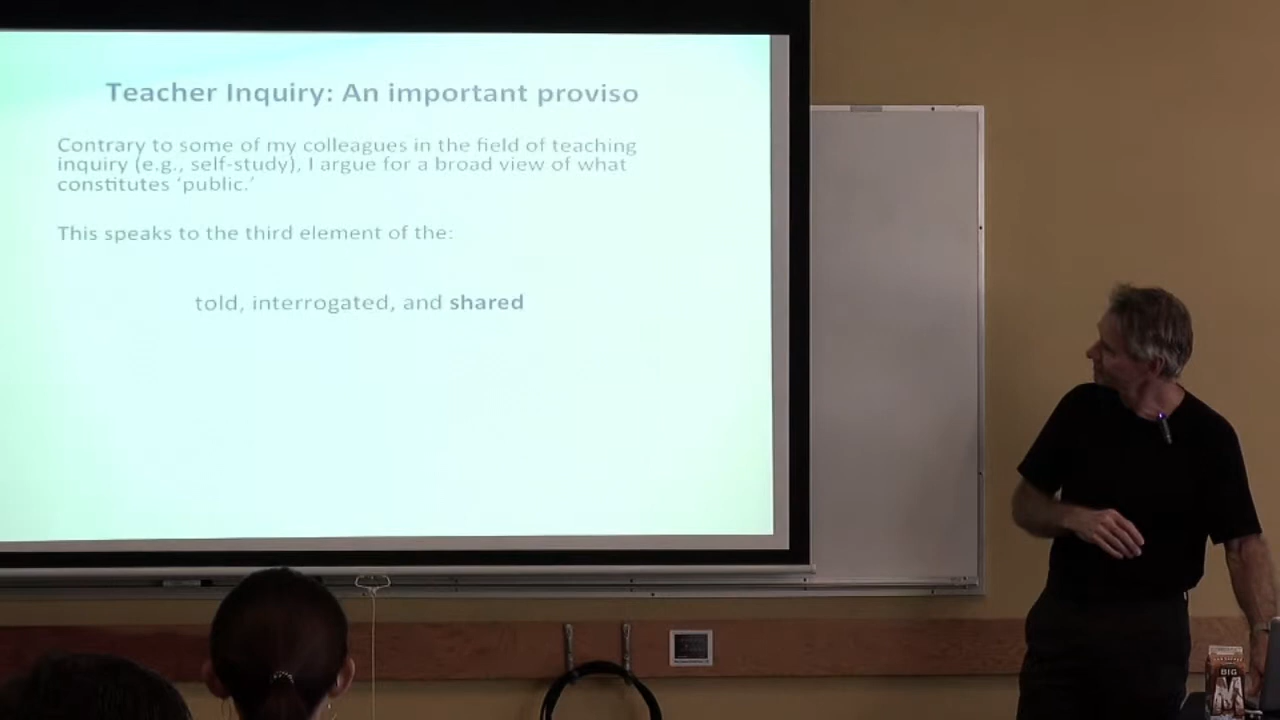 Teacher Inquiry: An important proviso
Contrary to some of my colleagues in the field of teaching
inquiry (e.g., self-study), I argue for a broad view of what
constitutes ‘public.’
This speaks to the third element of the:
told, interrogated, and shared
BIG
M